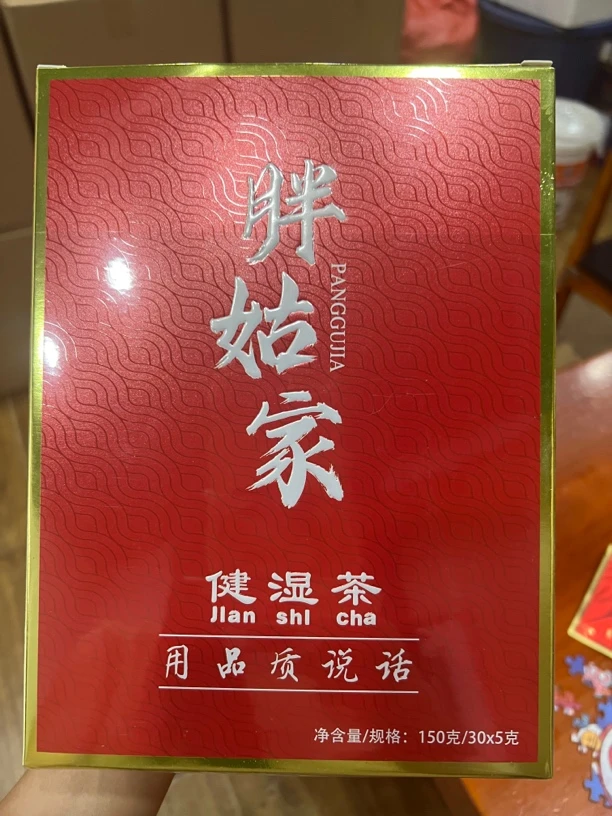 胖姑家
PANGGUJIA
健湿茶
Jian shi cha
用品质说话
净含量/规格：150克/30x5克